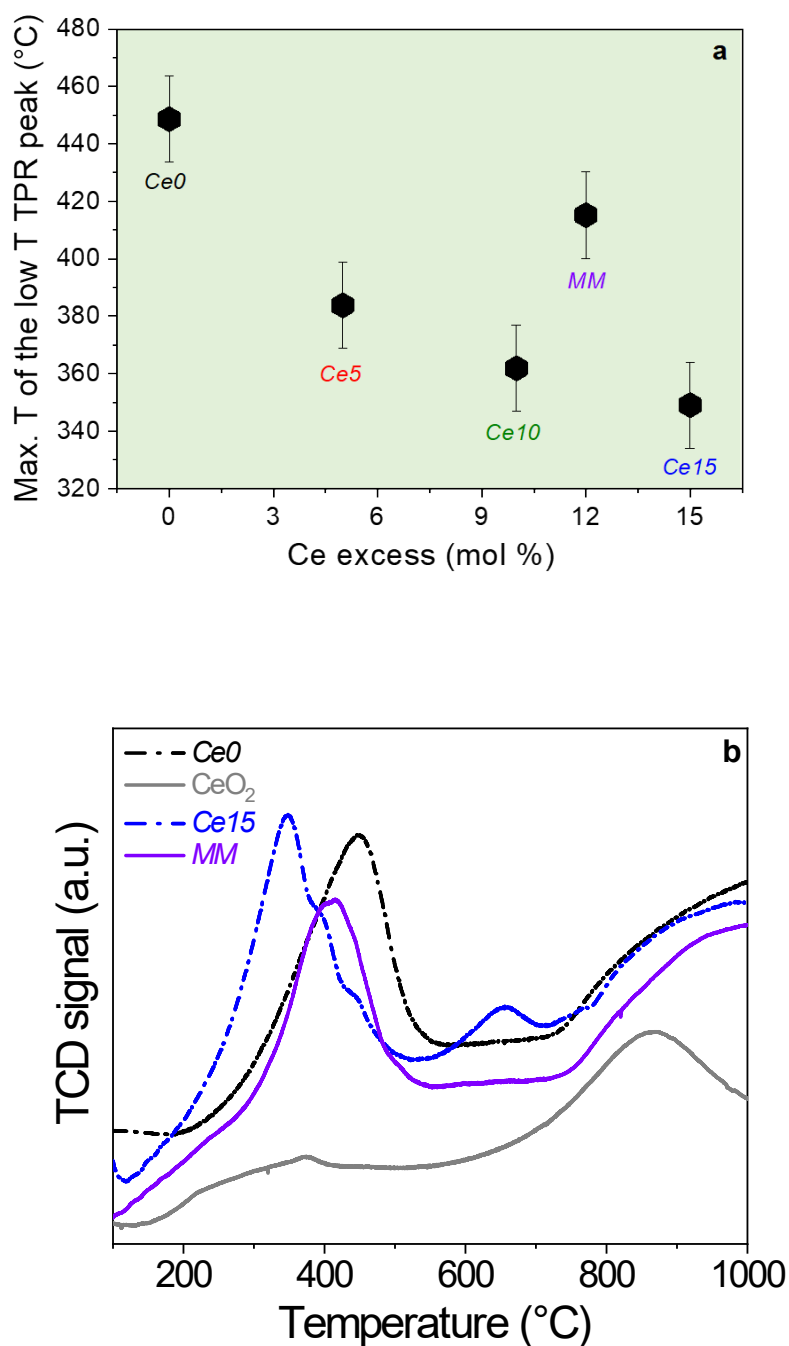 a
Max. T of the low T TPR peak (°C)
480
460
440
420
400
380
360
340
320
Ce0
Ce5
Ce10
MM
Ce15
0
3
6
9
12
15
Ce excess (mol %)
b
Ce0
CeO₂
Ce15
MM
TCD signal (a.u.)
200
400
600
800
1000
Temperature (°C)